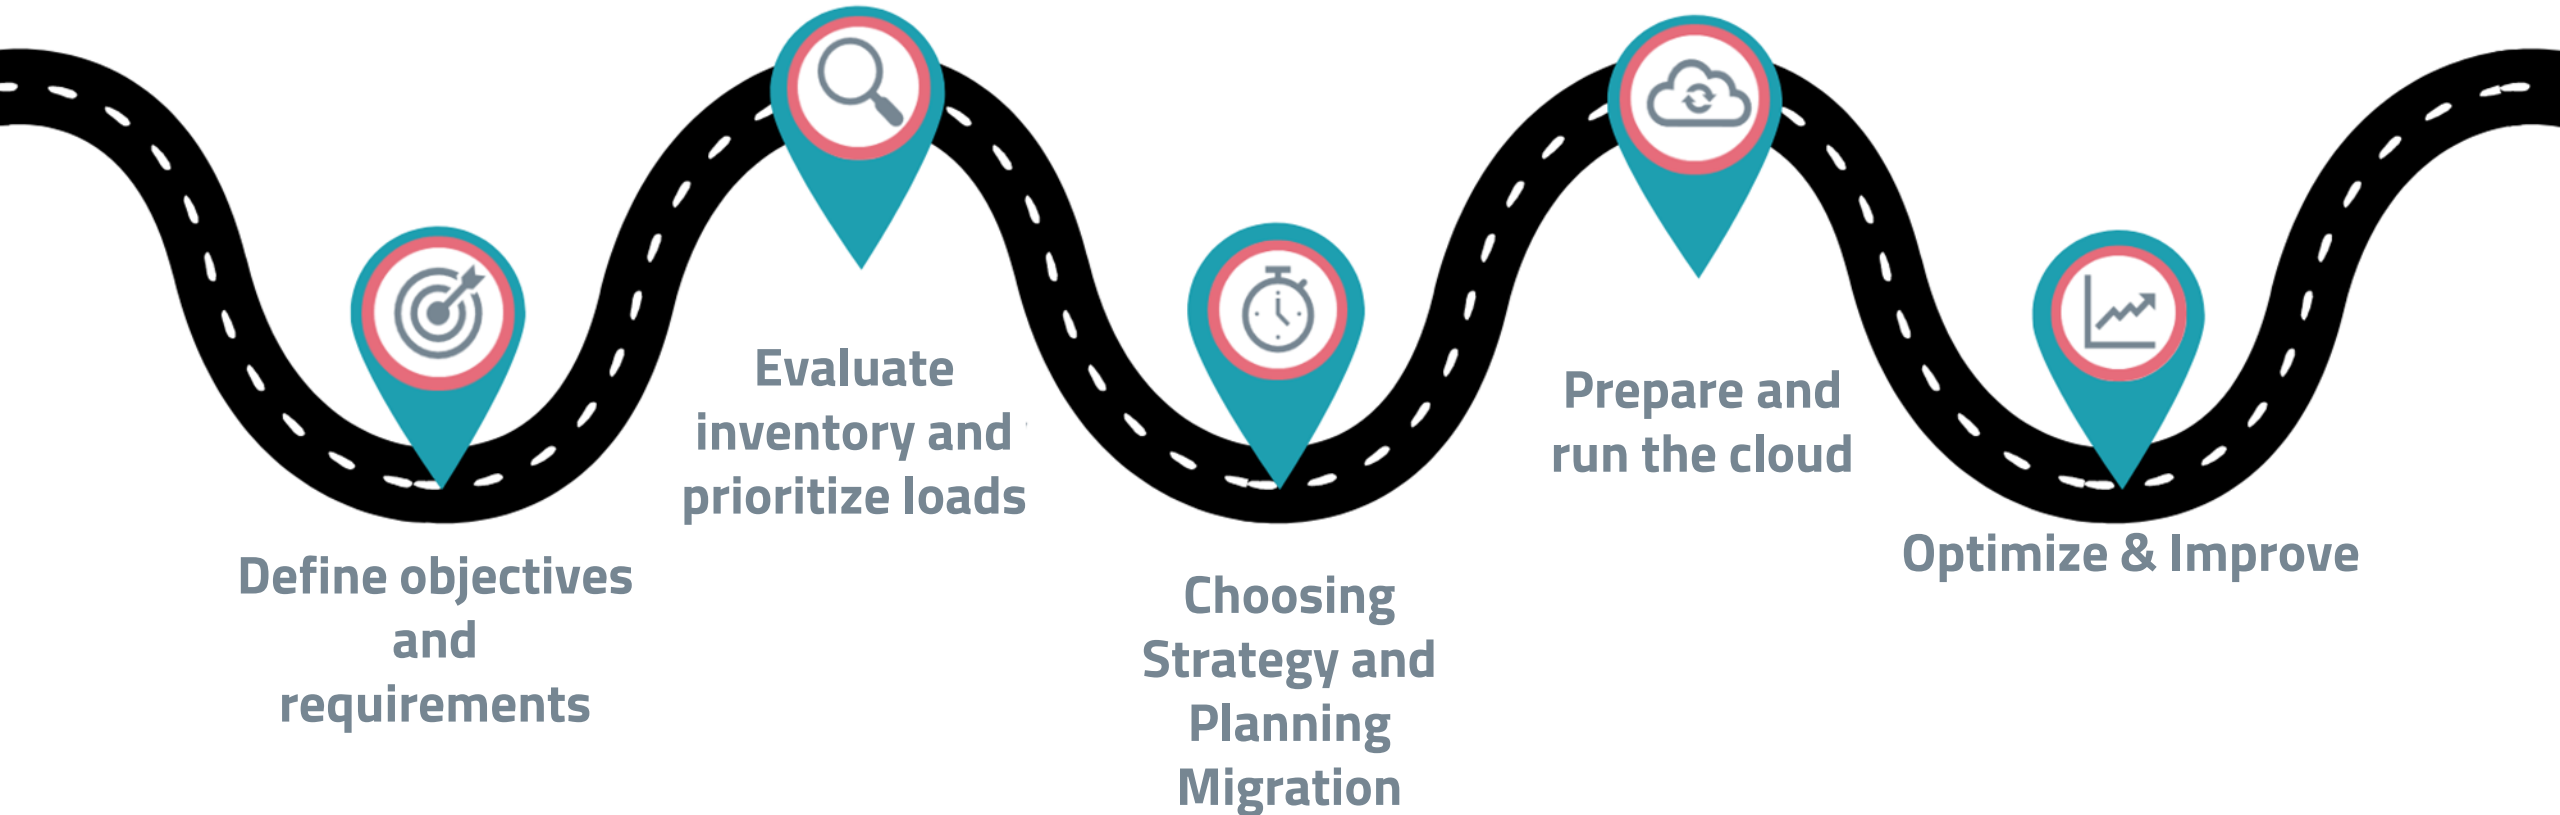 Define objectives
and
requirements
Evaluate
inventory and
prioritize loads
Choosing
Strategy and
Planning
Migration
Prepare and
run the cloud
Optimize & Improve